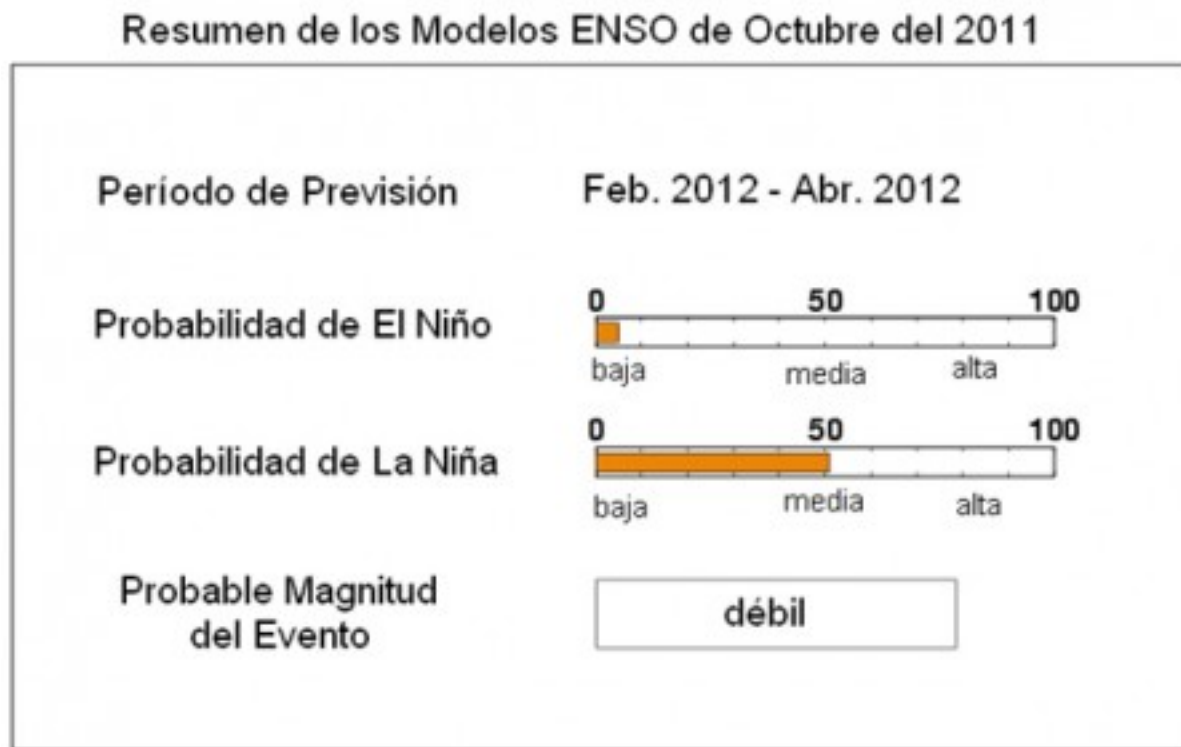 Resumen de los Modelos ENSO de Octubre del 2011
Período de Previsión
Feb. 2012 - Abr. 2012
Probabilidad de El Niño
0 50 100
baja media alta
Probabilidad de La Niña
0 50 100
baja media alta
Probable Magnitud
del Evento
débil